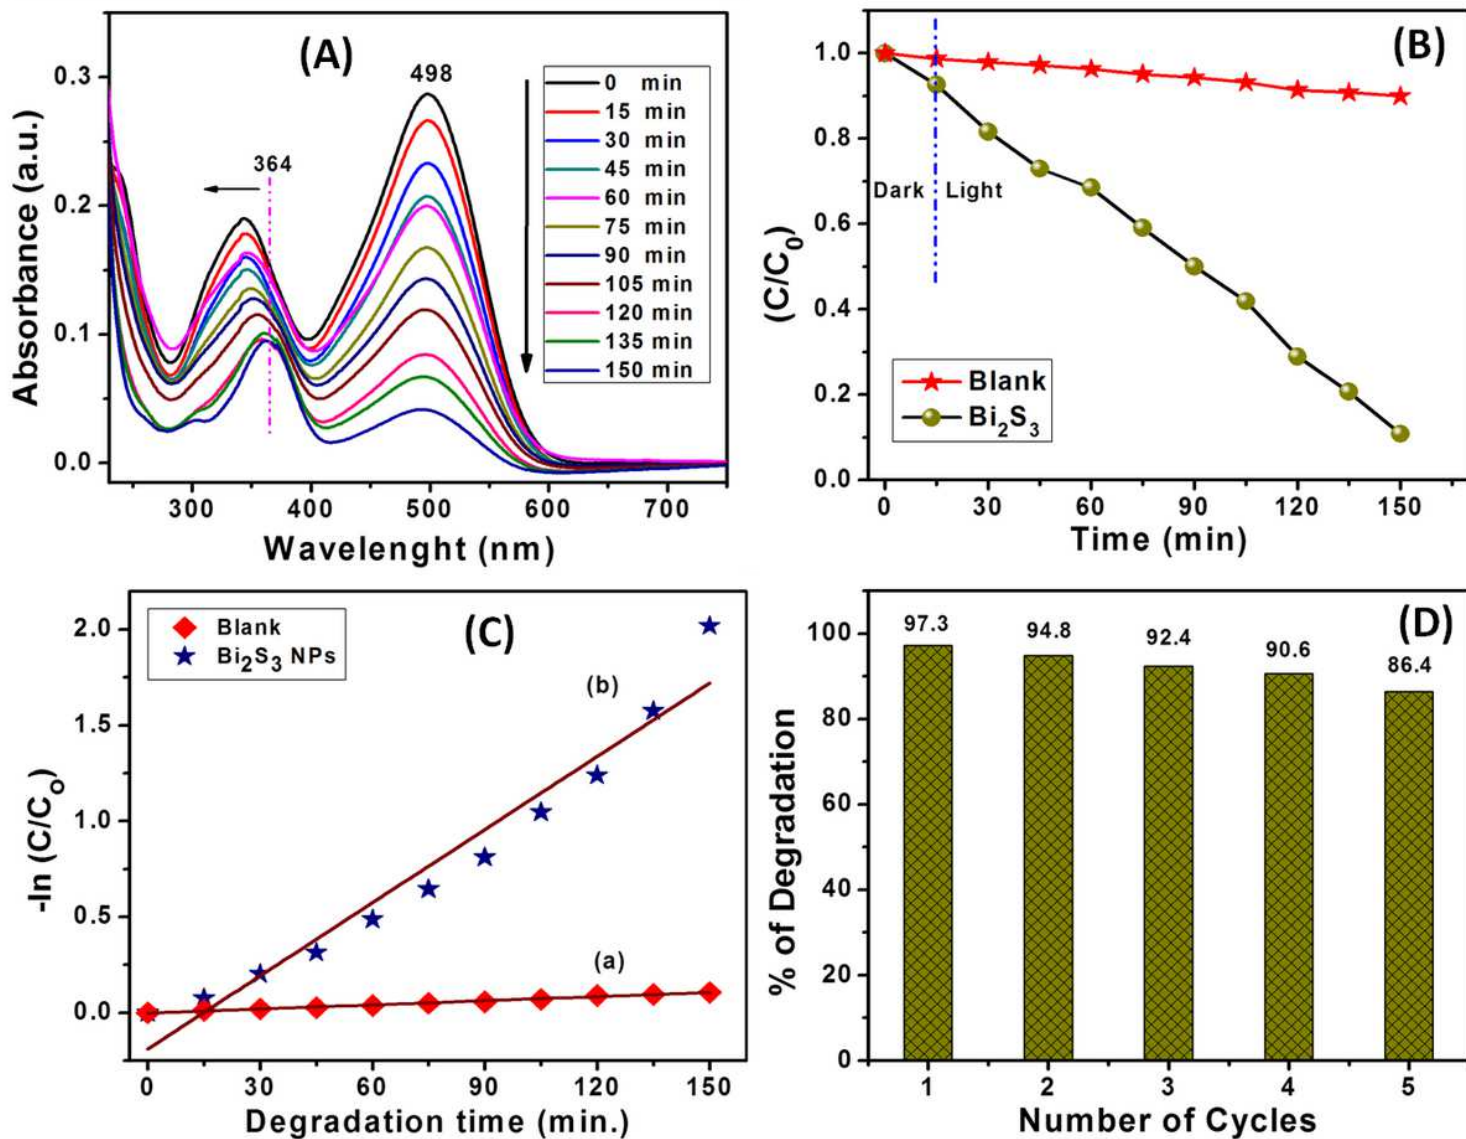 (A)
498
364
0 min
15 min
30 min
45 min
60 min
75 min
90 min
105 min
120 min
135 min
150 min
0.3
0.2
0.1
0.0
Absorbance (a.u.)
300 400 500 600 700
Wavelenght (nm)
(B)
1.0
0.8
0.6
0.4
0.2
0.0
(C/C₀)
Dark Light
Blank
Bi₂S₃
0 30 60 90 120 150
Time (min)
(C)
Blank
Bi₂S₃ NPs
2.0
1.5
1.0
0.5
0.0
-ln (C/Cₒ)
(b)
(a)
0 30 60 90 120 150
Degradation time (min.)
(D)
97.3 94.8 92.4 90.6 86.4
100
80
60
40
20
0
% of Degradation
1 2 3 4 5
Number of Cycles